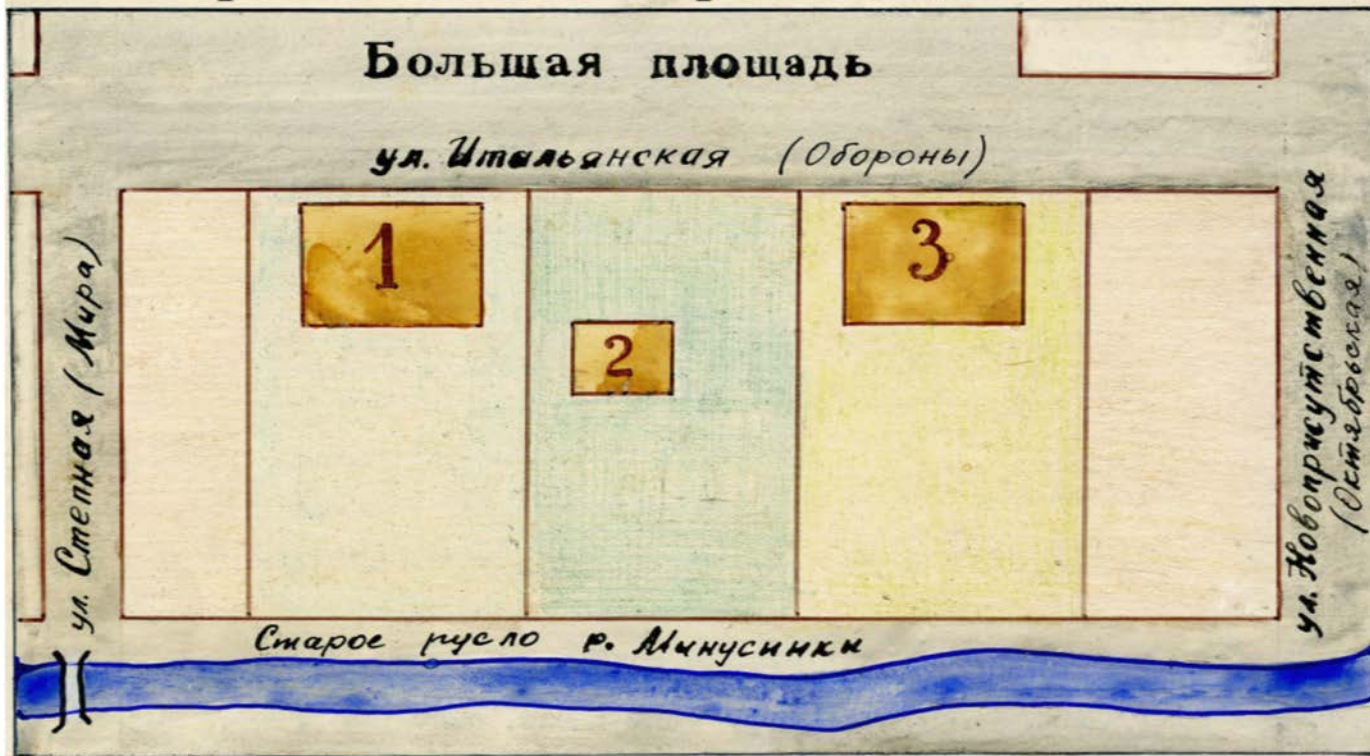 Большая площадь
ул. Итальянская (Обороны)
1
2
3
ул. Степная (Мира)
ул. Новоприсутственная
(Октябрьская)
Старое русло р. Минусинки